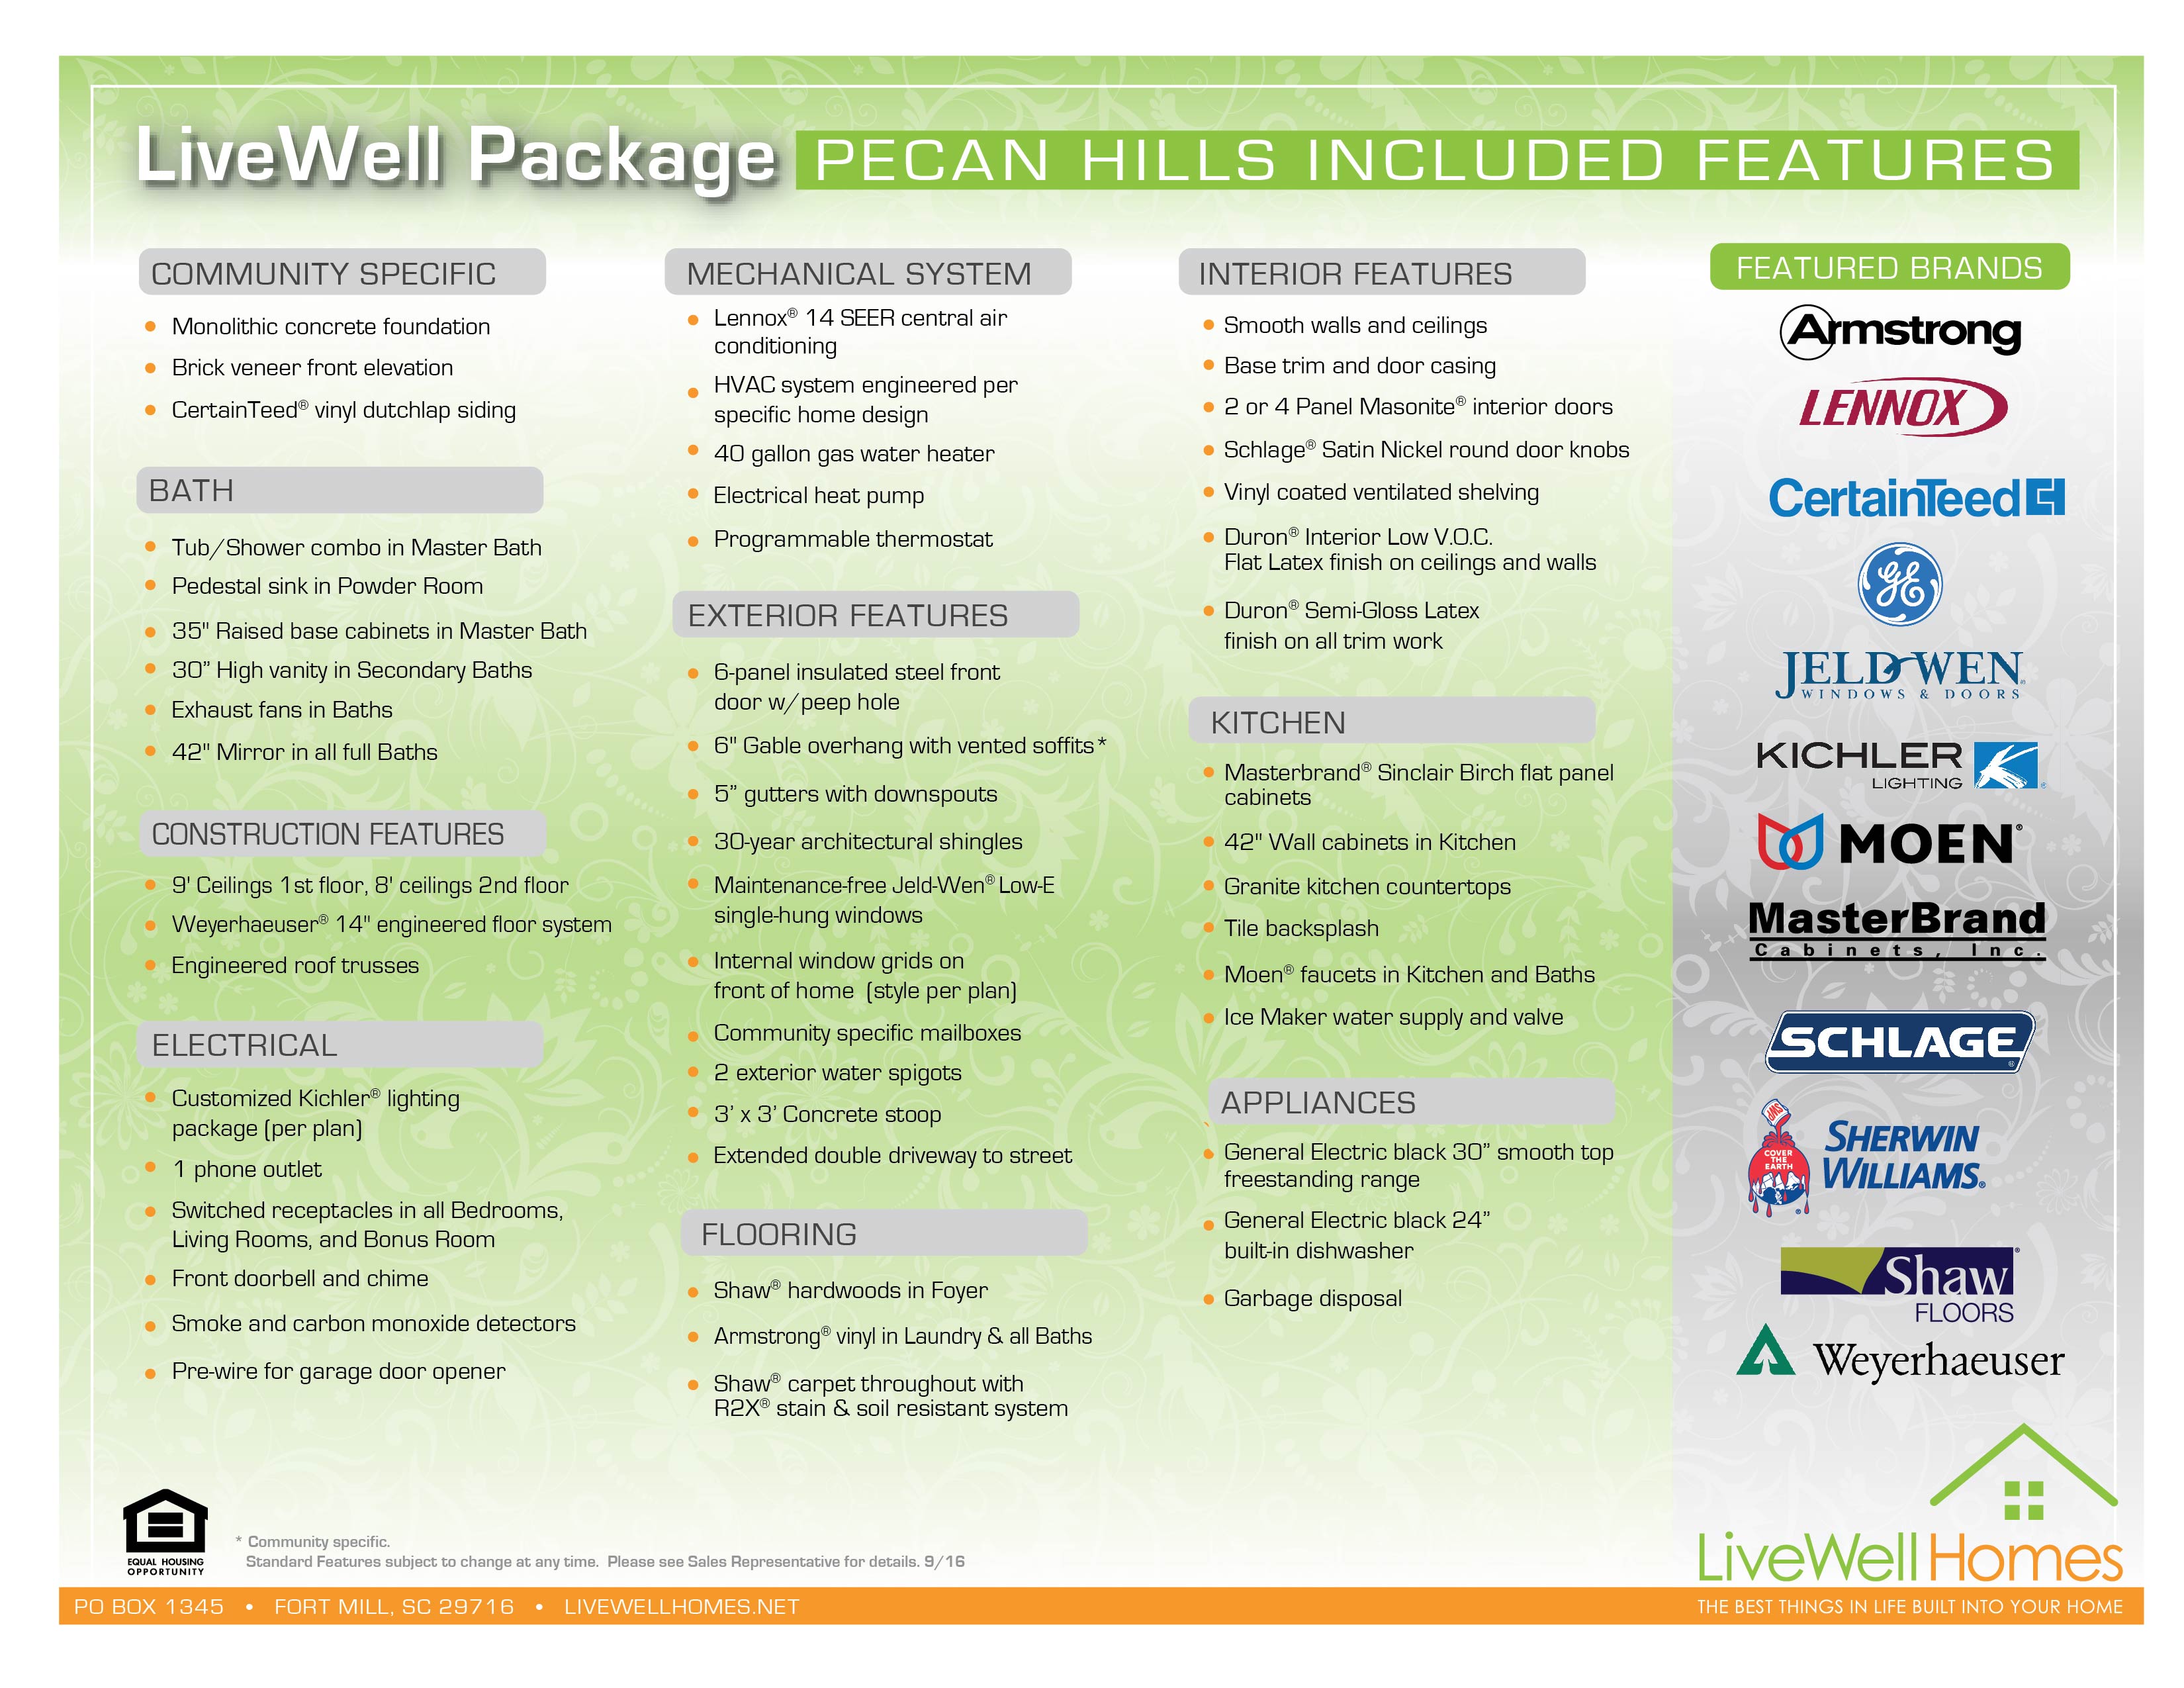 LiveWell Package PECAN HILLS INCLUDED FEATURES
COMMUNITY SPECIFIC
Monolithic concrete foundation
Brick veneer front elevation
CertainTeed® vinyl dutchlap siding
BATH
Tub/Shower combo in Master Bath
Pedestal sink in Powder Room
35" Raised base cabinets in Master Bath
30” High vanity in Secondary Baths
Exhaust fans in Baths
42" Mirror in all full Baths
CONSTRUCTION FEATURES
9' Ceilings 1st floor, 8' ceilings 2nd floor
Weyerhaeuser® 14" engineered floor system
Engineered roof trusses
ELECTRICAL
Customized Kichler® lighting
package (per plan)
1 phone outlet
Switched receptacles in all Bedrooms,
Living Rooms, and Bonus Room
Front doorbell and chime
Smoke and carbon monoxide detectors
Pre-wire for garage door opener
MECHANICAL SYSTEM
Lennox® 14 SEER central air
conditioning
HVAC system engineered per
specific home design
40 gallon gas water heater
Electrical heat pump
Programmable thermostat
EXTERIOR FEATURES
6-panel insulated steel front
door w/peep hole
6" Gable overhang with vented soffits*
5” gutters with downspouts
30-year architectural shingles
Maintenance-free Jeld-Wen® Low-E
single-hung windows
Internal window grids on
front of home (style per plan)
Community specific mailboxes
2 exterior water spigots
3’ x 3’ Concrete stoop
Extended double driveway to street
FLOORING
Shaw® hardwoods in Foyer
Armstrong® vinyl in Laundry & all Baths
Shaw® carpet throughout with
R2X® stain & soil resistant system
INTERIOR FEATURES
Smooth walls and ceilings
Base trim and door casing
2 or 4 Panel Masonite® interior doors
Schlage® Satin Nickel round door knobs
Vinyl coated ventilated shelving
Duron® Interior Low V.O.C.
Flat Latex finish on ceilings and walls
Duron® Semi-Gloss Latex
finish on all trim work
KITCHEN
Masterbrand® Sinclair Birch flat panel
cabinets
42" Wall cabinets in Kitchen
Granite kitchen countertops
Tile backsplash
Moen® faucets in Kitchen and Baths
Ice Maker water supply and valve
APPLIANCES
General Electric black 30” smooth top
freestanding range
General Electric black 24”
built-in dishwasher
Garbage disposal
FEATURED BRANDS
Armstrong
LENNOX
CertainTeed
GE
JELD-WEN®
WINDOWS & DOORS
KICHLER
LIGHTING ®
MOEN®
MasterBrand
Cabinets, Inc.
SCHLAGE®
SWP
COVER
THE
EARTH
SHERWIN
WILLIAMS®
Shaw®
FLOORS
Weyerhaeuser
LiveWellHomes
EQUAL HOUSING
OPPORTUNITY
* Community specific.
Standard Features subject to change at any time. Please see Sales Representative for details. 9/16
PO BOX 1345 • FORT MILL, SC 29716 • LIVEWELLHOMES.NET
THE BEST THINGS IN LIFE BUILT INTO YOUR HOME